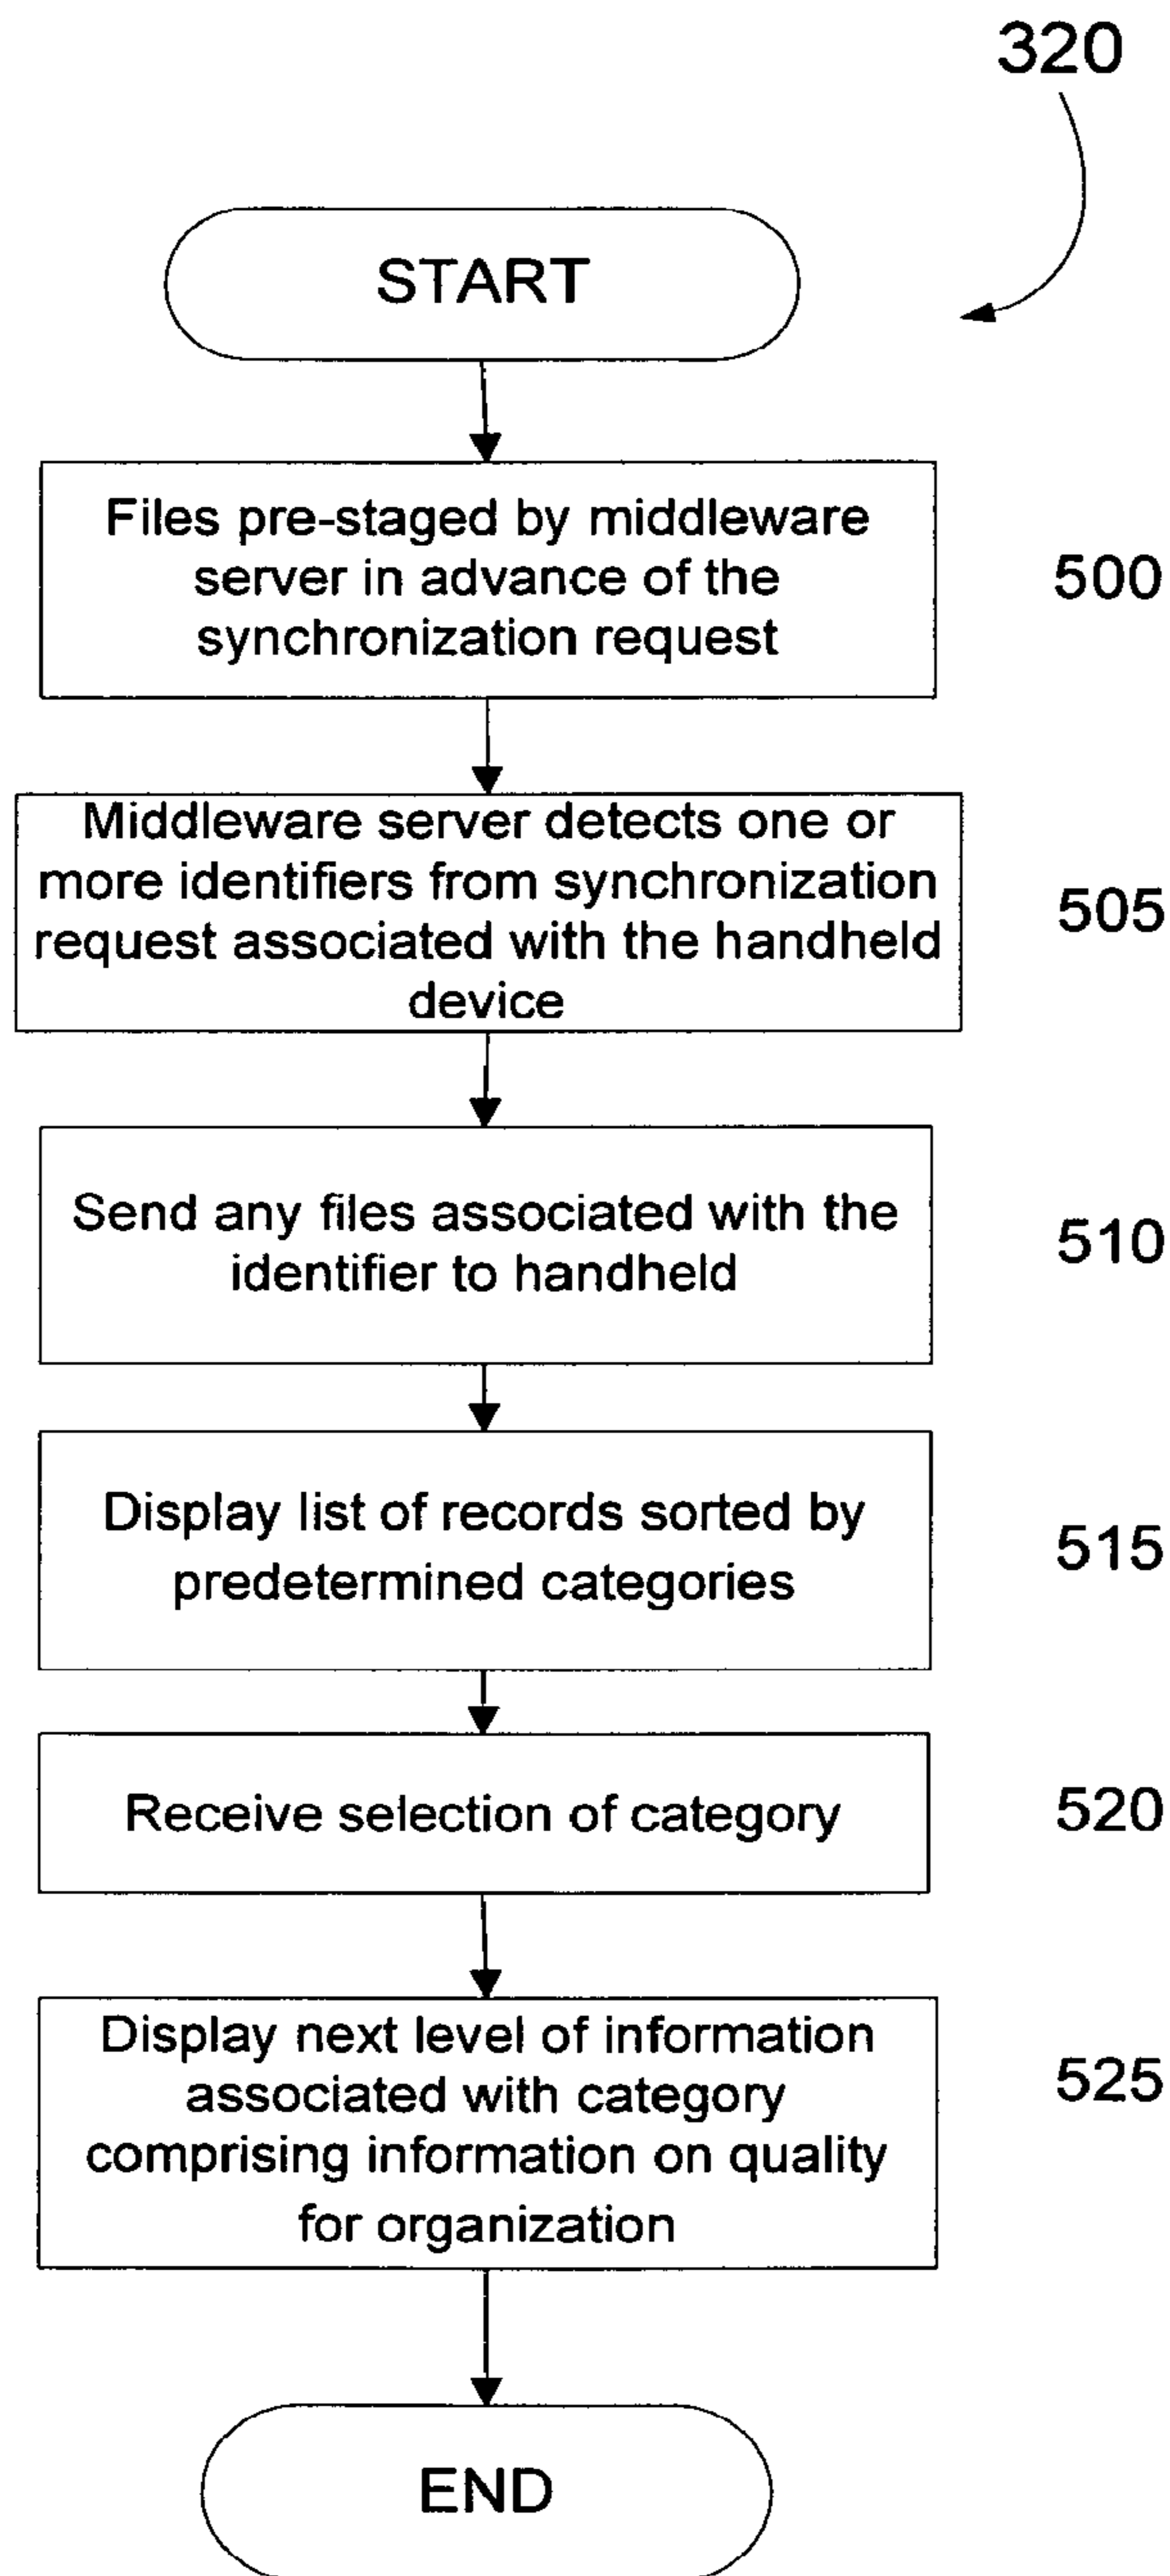 320
START
Files pre-staged by middleware
server in advance of the
synchronization request
500
Middleware server detects one or
more identifiers from synchronization
request associated with the handheld
device
505
Send any files associated with the
identifier to handheld
510
Display list of records sorted by
predetermined categories
515
Receive selection of category
520
Display next level of information
associated with category
comprising information on quality
for organization
525
END